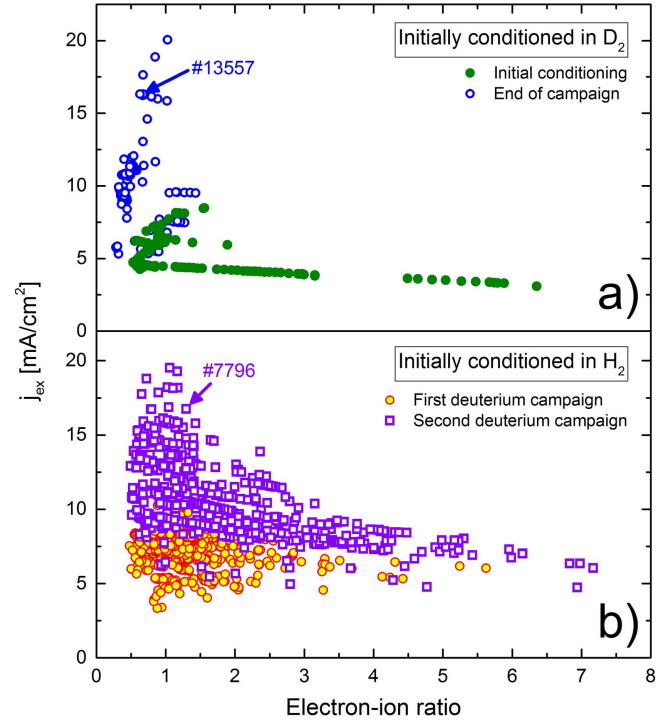 20
15
10
5
0
Initially conditioned in D₂
Initial conditioning
End of campaign
#13557
a)
j_ex [mA/cm²]
20
15
10
5
0
Initially conditioned in H₂
First deuterium campaign
Second deuterium campaign
#7796
b)
0 1 2 3 4 5 6 7 8
Electron-ion ratio